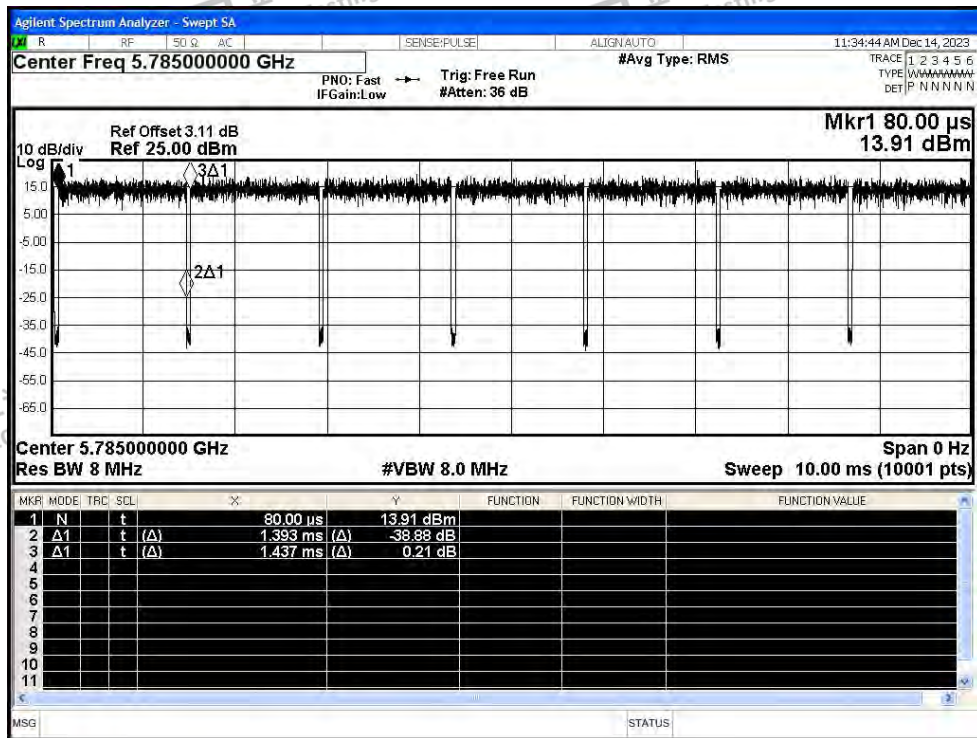 Agilent Spectrum Analyzer - Swept SA
LXI R RF 50 Ω AC SENSE:PULSE ALIGN AUTO 11:34:44 AM Dec 14, 2023
Center Freq 5.785000000 GHz
PNO: Fast
IFGain:Low
Trig: Free Run
#Atten: 36 dB
#Avg Type: RMS
TRACE 1 2 3 4 5 6
TYPE WWWWWW
DET P N N N N N
Mkr1 80.00 µs
13.91 dBm
Ref Offset 3.11 dB
10 dB/div Ref 25.00 dBm
Log
1
3Δ1
15.0
5.00
-5.00
-15.0
2Δ1
-25.0
-35.0
-45.0
-55.0
-65.0
Center 5.785000000 GHz Span 0 Hz
Res BW 8 MHz #VBW 8.0 MHz Sweep 10.00 ms (10001 pts)
MKR MODE TRC SCL X Y FUNCTION FUNCTION WIDTH FUNCTION VALUE
1 N t 80.00 µs 13.91 dBm
2 Δ1 t (Δ) 1.393 ms (Δ) -38.88 dB
3 Δ1 t (Δ) 1.437 ms (Δ) 0.21 dB
4
5
6
7
8
9
10
11
MSG STATUS